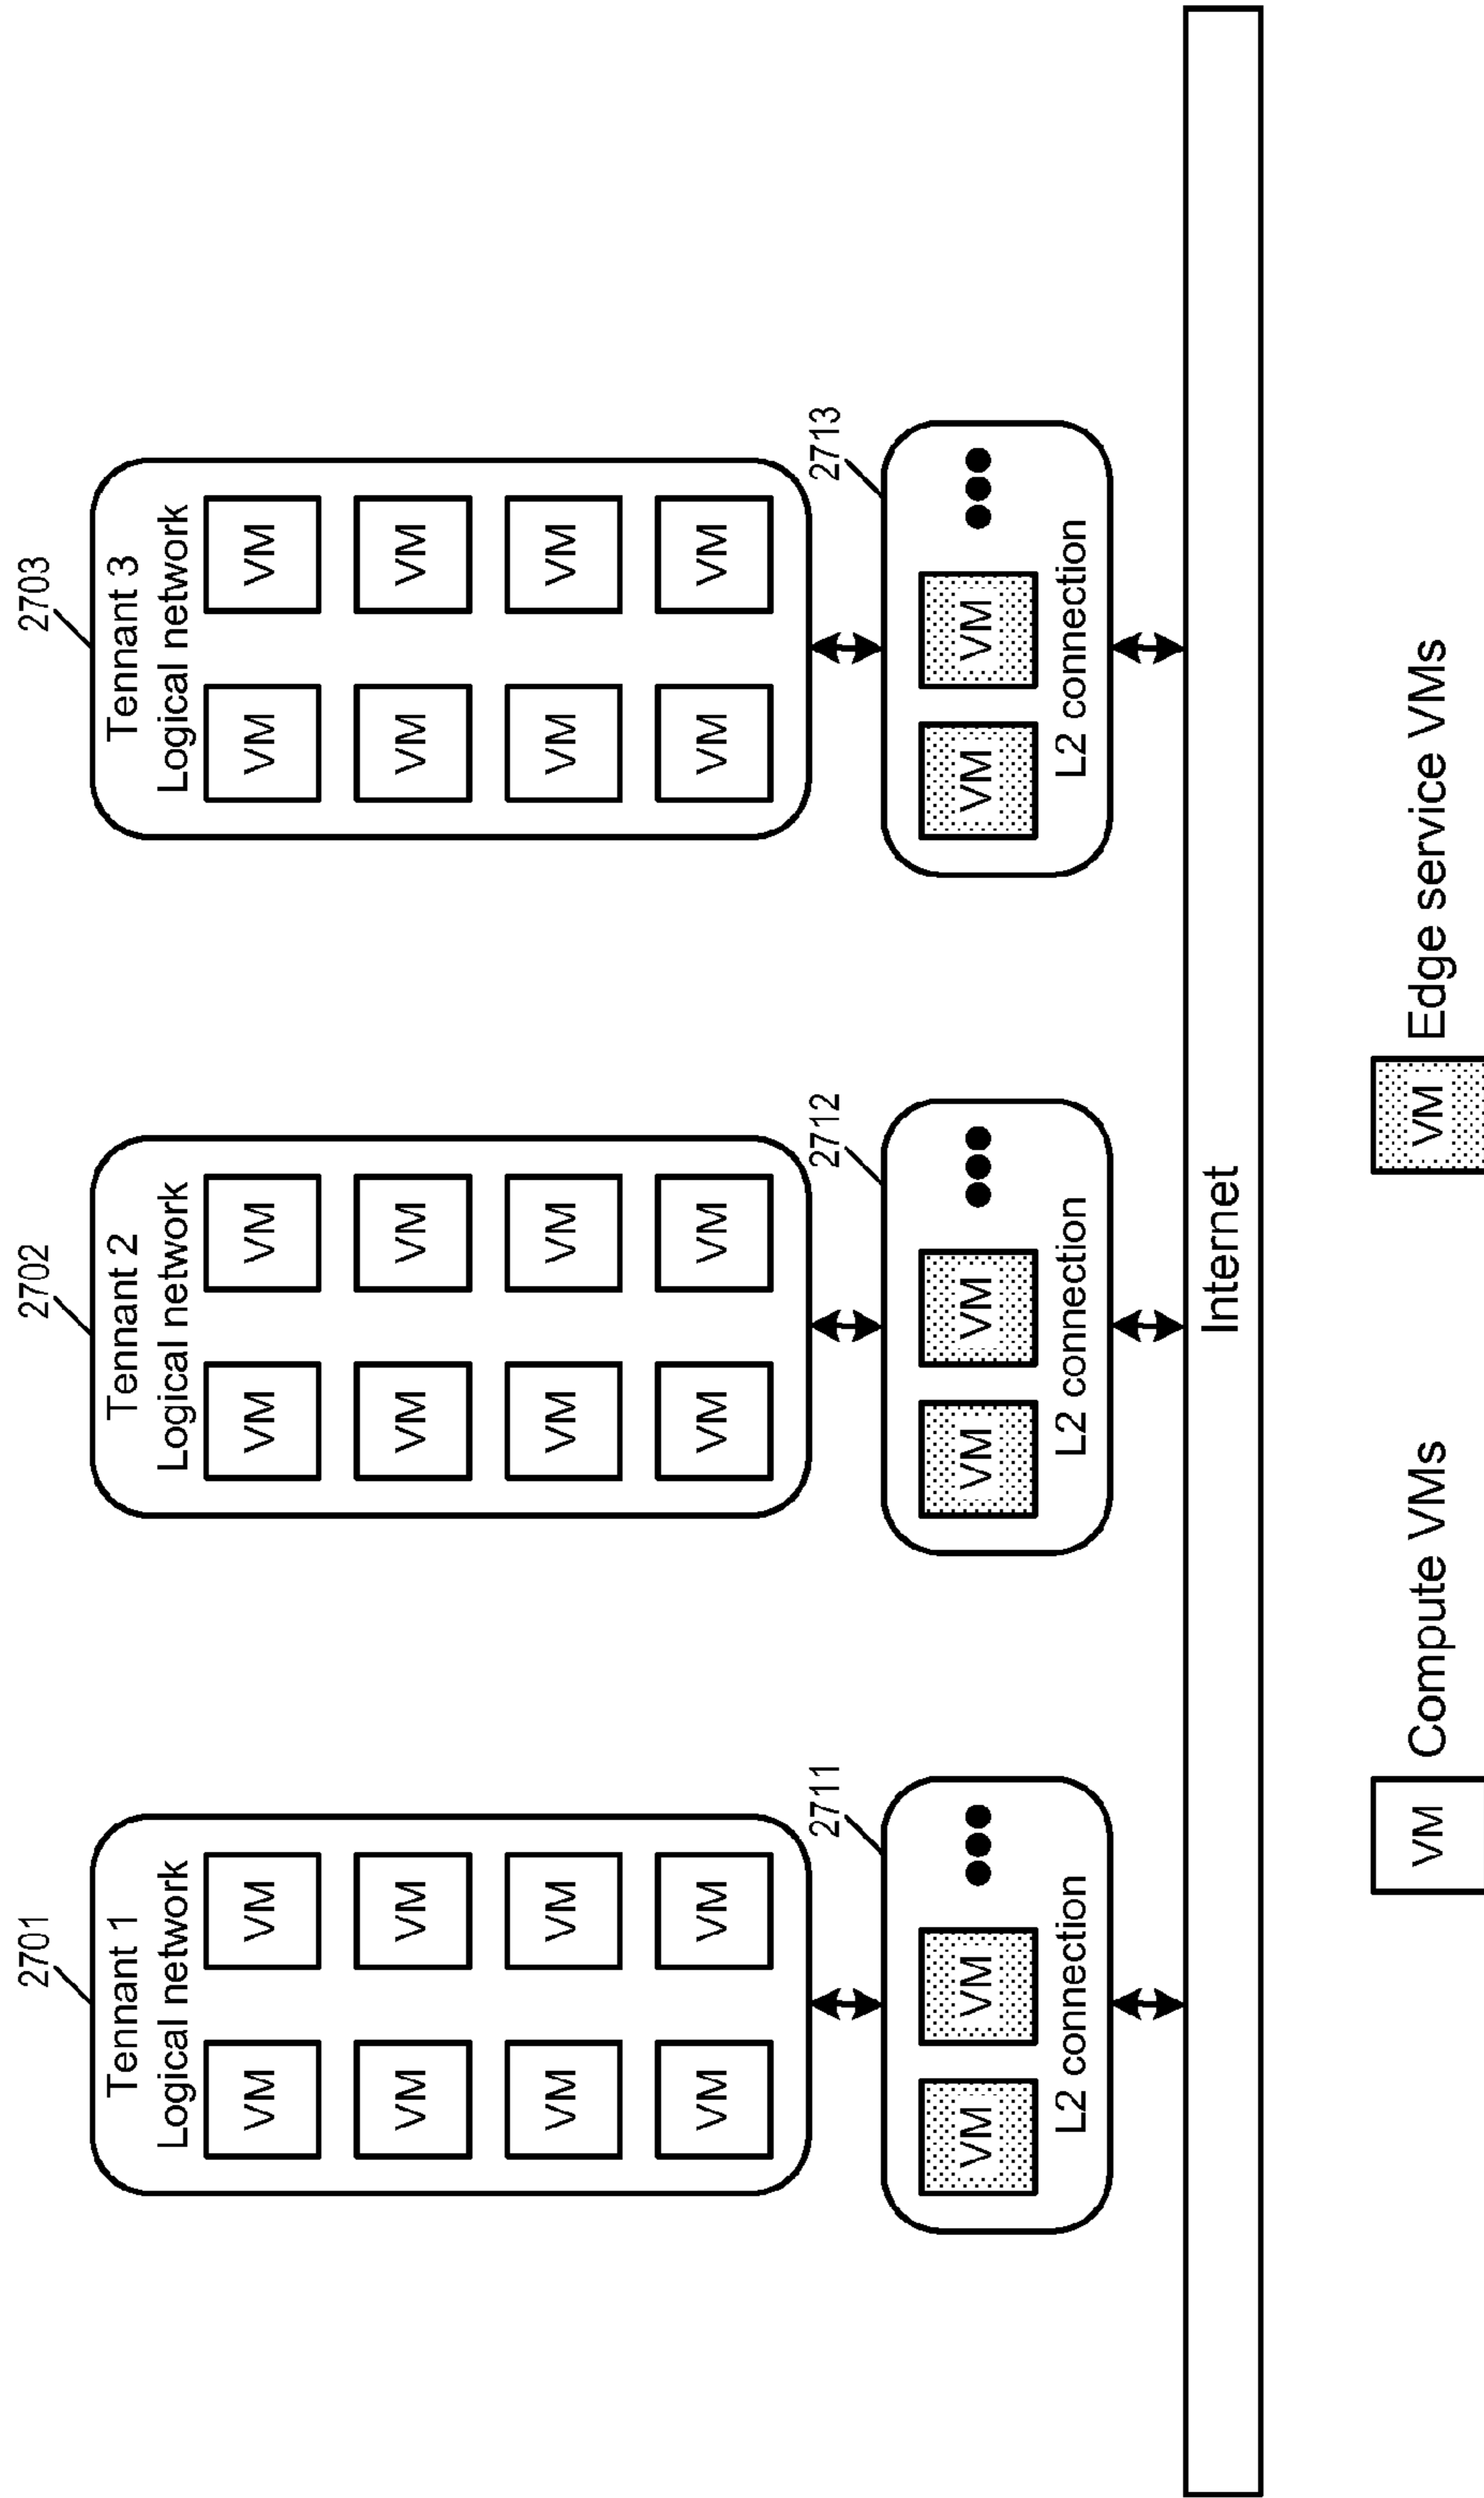 2701
Tennant 1
Logical network
VM VM
VM VM
VM VM
VM VM
2711
VM VM
L2 connection
2702
Tennant 2
Logical network
VM VM
VM VM
VM VM
VM VM
2712
VM VM
L2 connection
2703
Tennant 3
Logical network
VM VM
VM VM
VM VM
VM VM
2713
VM VM
L2 connection
Internet
VM Compute VMs
VM Edge service VMs